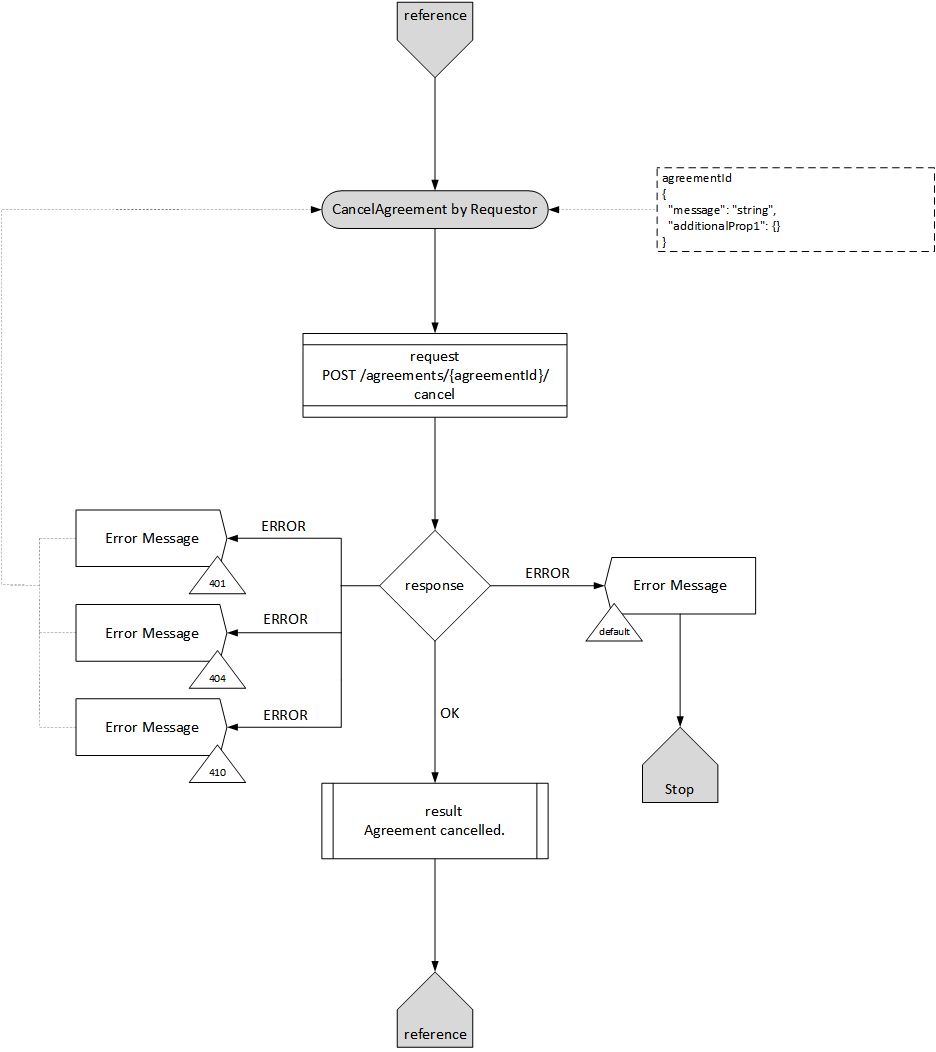 reference
CancelAgreement by Requestor
agreementId
{
"message": "string",
"additionalProp1": {}
}
request
POST /agreements/{agreementId}/
cancel
response
ERROR
Error Message
401
ERROR
Error Message
404
ERROR
Error Message
410
ERROR
Error Message
default
Stop
OK
result
Agreement cancelled.
reference